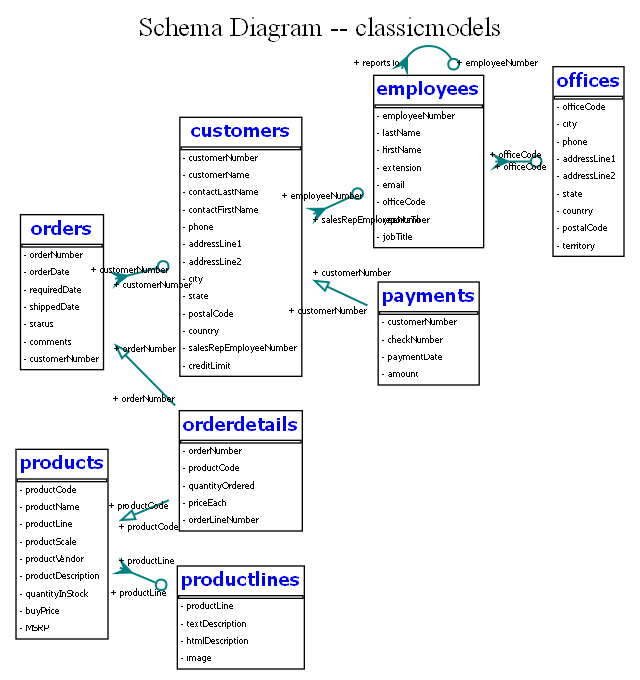 Schema Diagram -- classicmodels
+ reports to
+ employeeNumber
employees
- employeeNumber
- lastName
- firstName
- extension
- email
- officeCode
- jobTitle
offices
- officeCode
- city
- phone
- addressLine1
- addressLine2
- state
- country
- postalCode
- territory
+ officeCode
+ officeCode
customers
- customerNumber
- customerName
- contactLastName
- contactFirstName
- phone
- addressLine1
- addressLine2
- city
- state
- postalCode
- country
- salesRepEmployeeNumber
- creditLimit
+ employeeNumber
+ salesRepEmployeeNumber
orders
- orderNumber
- orderDate
- requiredDate
- shippedDate
- status
- comments
- customerNumber
+ customerNumber
+ customerNumber
+ customerNumber
+ customerNumber
payments
- customerNumber
- checkNumber
- paymentDate
- amount
+ orderNumber
+ orderNumber
orderdetails
- orderNumber
- productCode
- quantityOrdered
- priceEach
- orderLineNumber
products
- productCode
- productName
- productLine
- productScale
- productVendor
- productDescription
- quantityInStock
- buyPrice
- MSRP
+ productCode
+ productCode
+ productLine
+ productLine
productlines
- productLine
- textDescription
- htmlDescription
- image